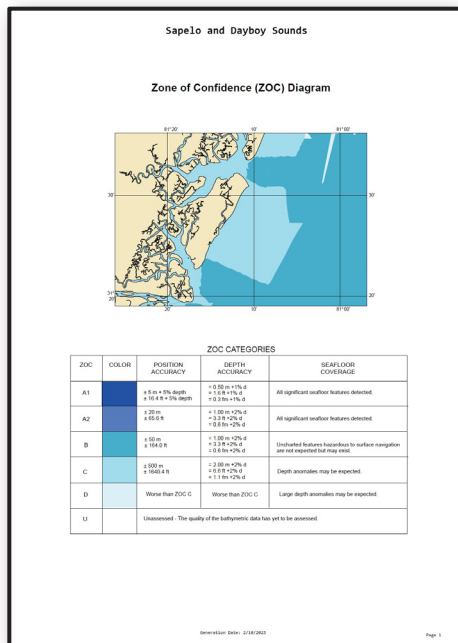 Sapelo and Dayboy Sounds
Zone of Confidence (ZOC) Diagram
81°20' 10' 81°00'
30' 30'
31°
20' 20'
81°20' 10' 81°00'
ZOC CATEGORIES
ZOC COLOR POSITION ACCURACY DEPTH ACCURACY SEAFLOOR COVERAGE
A1 ± 5 m + 5% depth = 0.50 m +1% d All significant seafloor features detected.
± 16.4 ft + 5% depth = 1.6 ft +1% d
= 0.3 fm +1% d
A2 ± 20 m = 1.00 m +2% d All significant seafloor features detected.
± 65.6 ft = 3.3 ft +2% d
= 0.6 fm +2% d
B ± 50 m = 1.00 m +2% d Uncharted features hazardous to surface navigation
± 164.0 ft = 3.3 ft +2% d are not expected but may exist.
= 0.6 fm +2% d
C ± 500 m = 2.00 m +2% d Depth anomalies may be expected.
± 1640.4 ft = 6.6 ft +2% d
= 1.1 fm +2% d
D Worse than ZOC C Worse than ZOC C Large depth anomalies may be expected.
U Unassessed - The quality of the bathymetric data has yet to be assessed.
Generation Date: 2/10/2023
Page 1